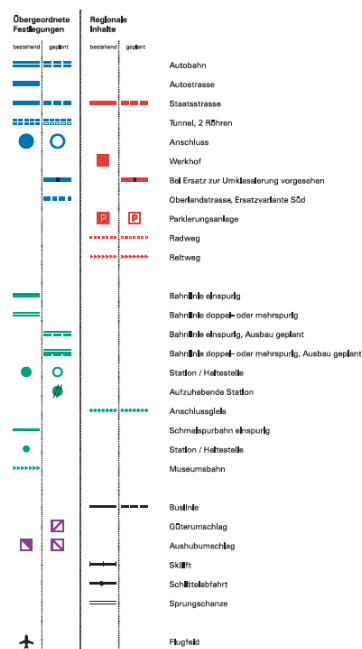 Übergeordnete
Festlegungen
Regionale
Inhalte
bestehend
geplant
bestehend
geplant
Autobahn
Autostrasse
Staatsstrasse
Tunnel, 2 Röhren
Anschluss
Werkhof
Bei Ersatz zur Umklassierung vorgesehen
Oberlandstrasse, Ersatzvariante Süd
P P
Parkierungsanlage
Radweg
Reitweg
Bahnlinie einspurig
Bahnlinie doppel- oder mehrspurig
Bahnlinie einspurig, Ausbau geplant
Bahnlinie doppel- oder mehrspurig, Ausbau geplant
Station / Haltestelle
Aufzuhebende Station
Anschlussgleis
Schmalspurbahn einspurig
Station / Haltestelle
Museumsbahn
Buslinie
Güterumschlag
Aushubumschlag
Skilift
Schlittelabfahrt
Sprungschanze
Flugfeld